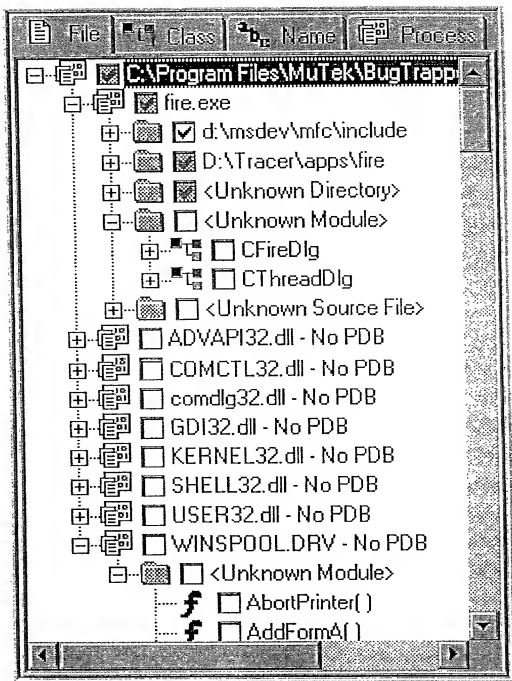 File Class Name Process
C:\Program Files\MuTek\BugTrapp
fire.exe
d:\msdev\mfc\include
D:\Tracer\apps\fire
<Unknown Directory>
<Unknown Module>
CFireDlg
CThreadDlg
<Unknown Source File>
ADVAPI32.dll - No PDB
COMCTL32.dll - No PDB
comdlg32.dll - No PDB
GDI32.dll - No PDB
KERNEL32.dll - No PDB
SHELL32.dll - No PDB
USER32.dll - No PDB
WINSPOOL.DRV - No PDB
<Unknown Module>
AbortPrinter( )
AddFormA( )